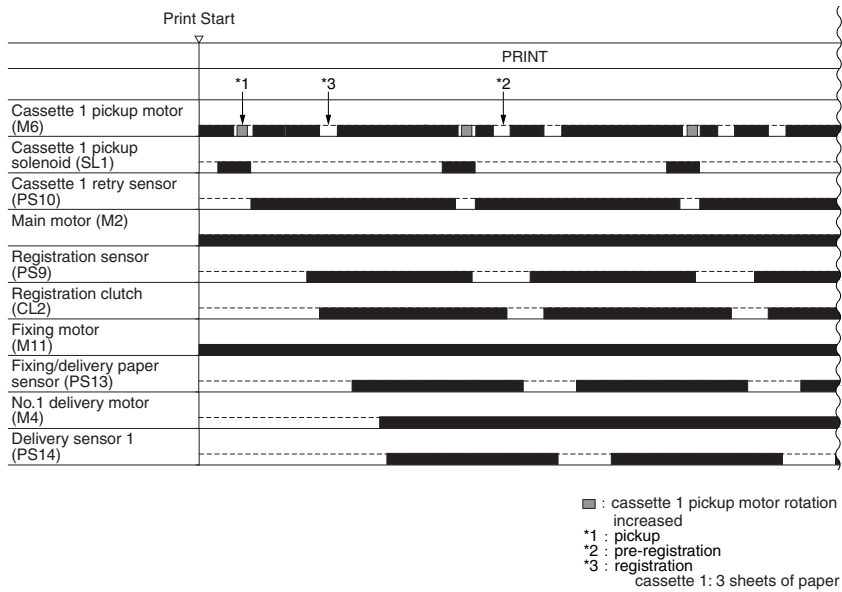 Print Start
PRINT
*1
*3
*2
Cassette 1 pickup motor
(M6)
Cassette 1 pickup
solenoid (SL1)
Cassette 1 retry sensor
(PS10)
Main motor (M2)
Registration sensor
(PS9)
Registration clutch
(CL2)
Fixing motor
(M11)
Fixing/delivery paper
sensor (PS13)
No.1 delivery motor
(M4)
Delivery sensor 1
(PS14)
: cassette 1 pickup motor rotation
increased
*1 : pickup
*2 : pre-registration
*3 : registration
cassette 1: 3 sheets of paper